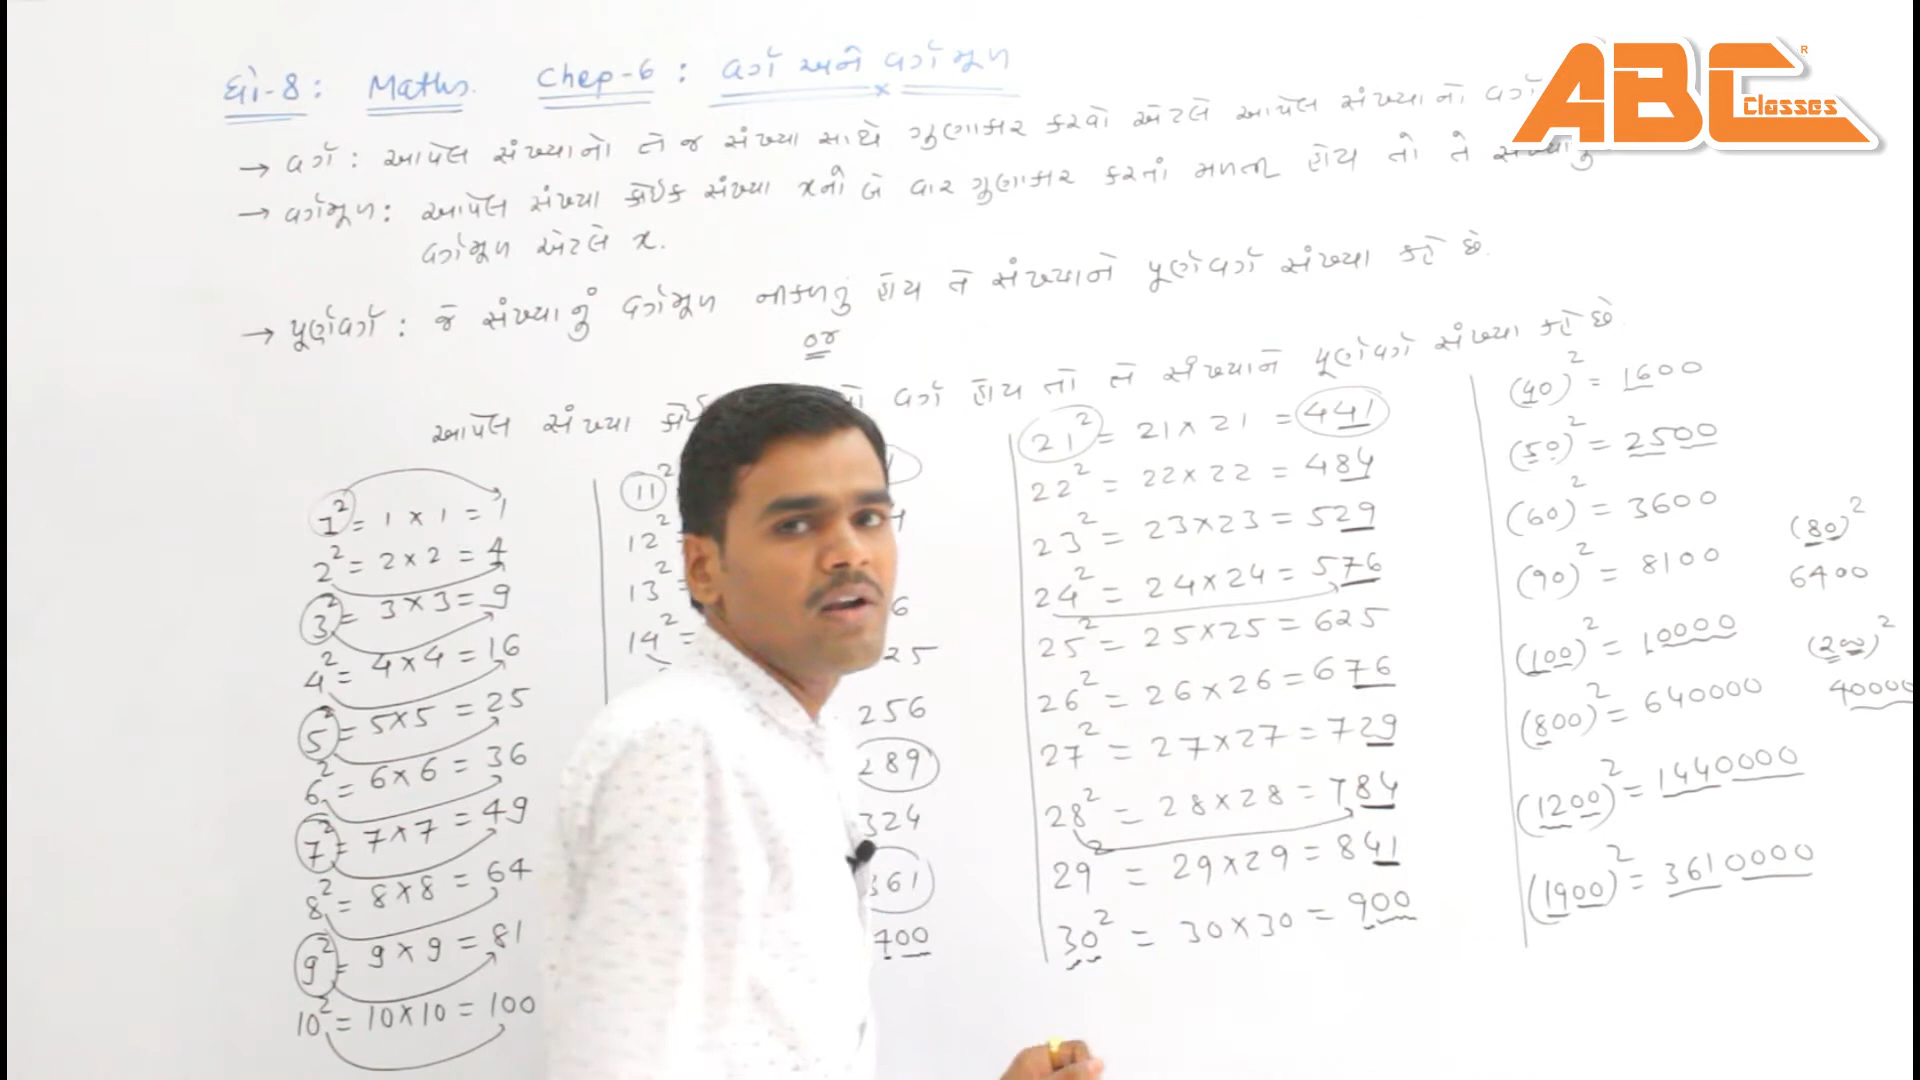 ABC Classes ®
ધો-8: Maths. Chep-6: વર્ગ અને વર્ગમૂળ
→ વર્ગ: આપેલ સંખ્યાનો તે જ સંખ્યા સાથે ગુણાકાર કરવો એટલે આપેલ સંખ્યાનો વર્ગ
→ વર્ગમૂળ: આપેલ સંખ્યા કોઈક સંખ્યા xની બે વાર ગુણાકાર કરતાં મળતી હોય તો તે સંખ્યાનું
વર્ગમૂળ એટલે x.
→ પૂર્ણવર્ગ: જે સંખ્યાનું વર્ગમૂળ નીકળતું હોય તે સંખ્યાને પૂર્ણવર્ગ સંખ્યા કહે છે.
or
આપેલ સંખ્યા વર્ગ હોય તો તે સંખ્યાને પૂર્ણવર્ગ સંખ્યા કહે છે.
1² = 1 × 1 = 1
2² = 2 × 2 = 4
3² = 3 × 3 = 9
4² = 4 × 4 = 16
5² = 5 × 5 = 25
6² = 6 × 6 = 36
7² = 7 × 7 = 49
8² = 8 × 8 = 64
9² = 9 × 9 = 81
10² = 10 × 10 = 100
11²
12² =
13² =
14² =
256
289
324
361
21² = 21 × 21 = 441
22² = 22 × 22 = 484
23² = 23 × 23 = 529
24² = 24 × 24 = 576
25² = 25 × 25 = 625
26² = 26 × 26 = 676
27² = 27 × 27 = 729
28² = 28 × 28 = 784
29² = 29 × 29 = 841
30² = 30 × 30 = 900
(40)² = 1600
(50)² = 2500
(60)² = 3600
(90)² = 8100
(100)² = 10000
(800)² = 640000
(1200)² = 1440000
(1900)² = 3610000
(80)²
6400
(200)²
40000